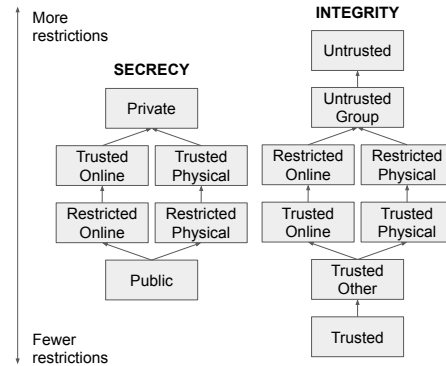 More
restrictions
SECRECY
Private
Trusted
Online
Trusted
Physical
Restricted
Online
Restricted
Physical
Public
INTEGRITY
Untrusted
Untrusted
Group
Restricted
Online
Restricted
Physical
Trusted
Online
Trusted
Physical
Trusted
Other
Trusted
Fewer
restrictions